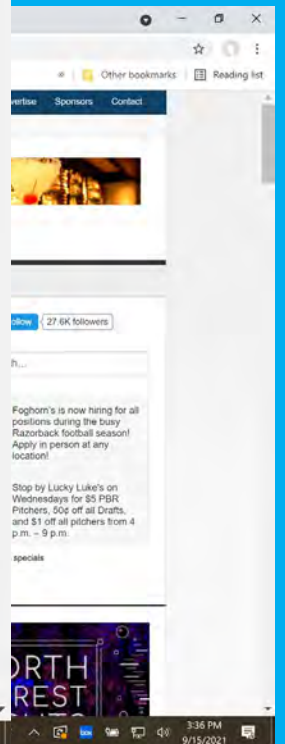 Other bookmarks
Reading list
vertise Sponsors Contact
ollow 27.6K followers
h...
Foghorn's is now hiring for all
positions during the busy
Razorback football season!
Apply in person at any
location!
Stop by Lucky Luke's on
Wednesdays for $5 PBR
Pitchers, 50¢ off all Drafts,
and $1 off all pitchers from 4
p.m. – 9 p.m.
specials
ORTH
REST
3:36 PM
9/15/2021